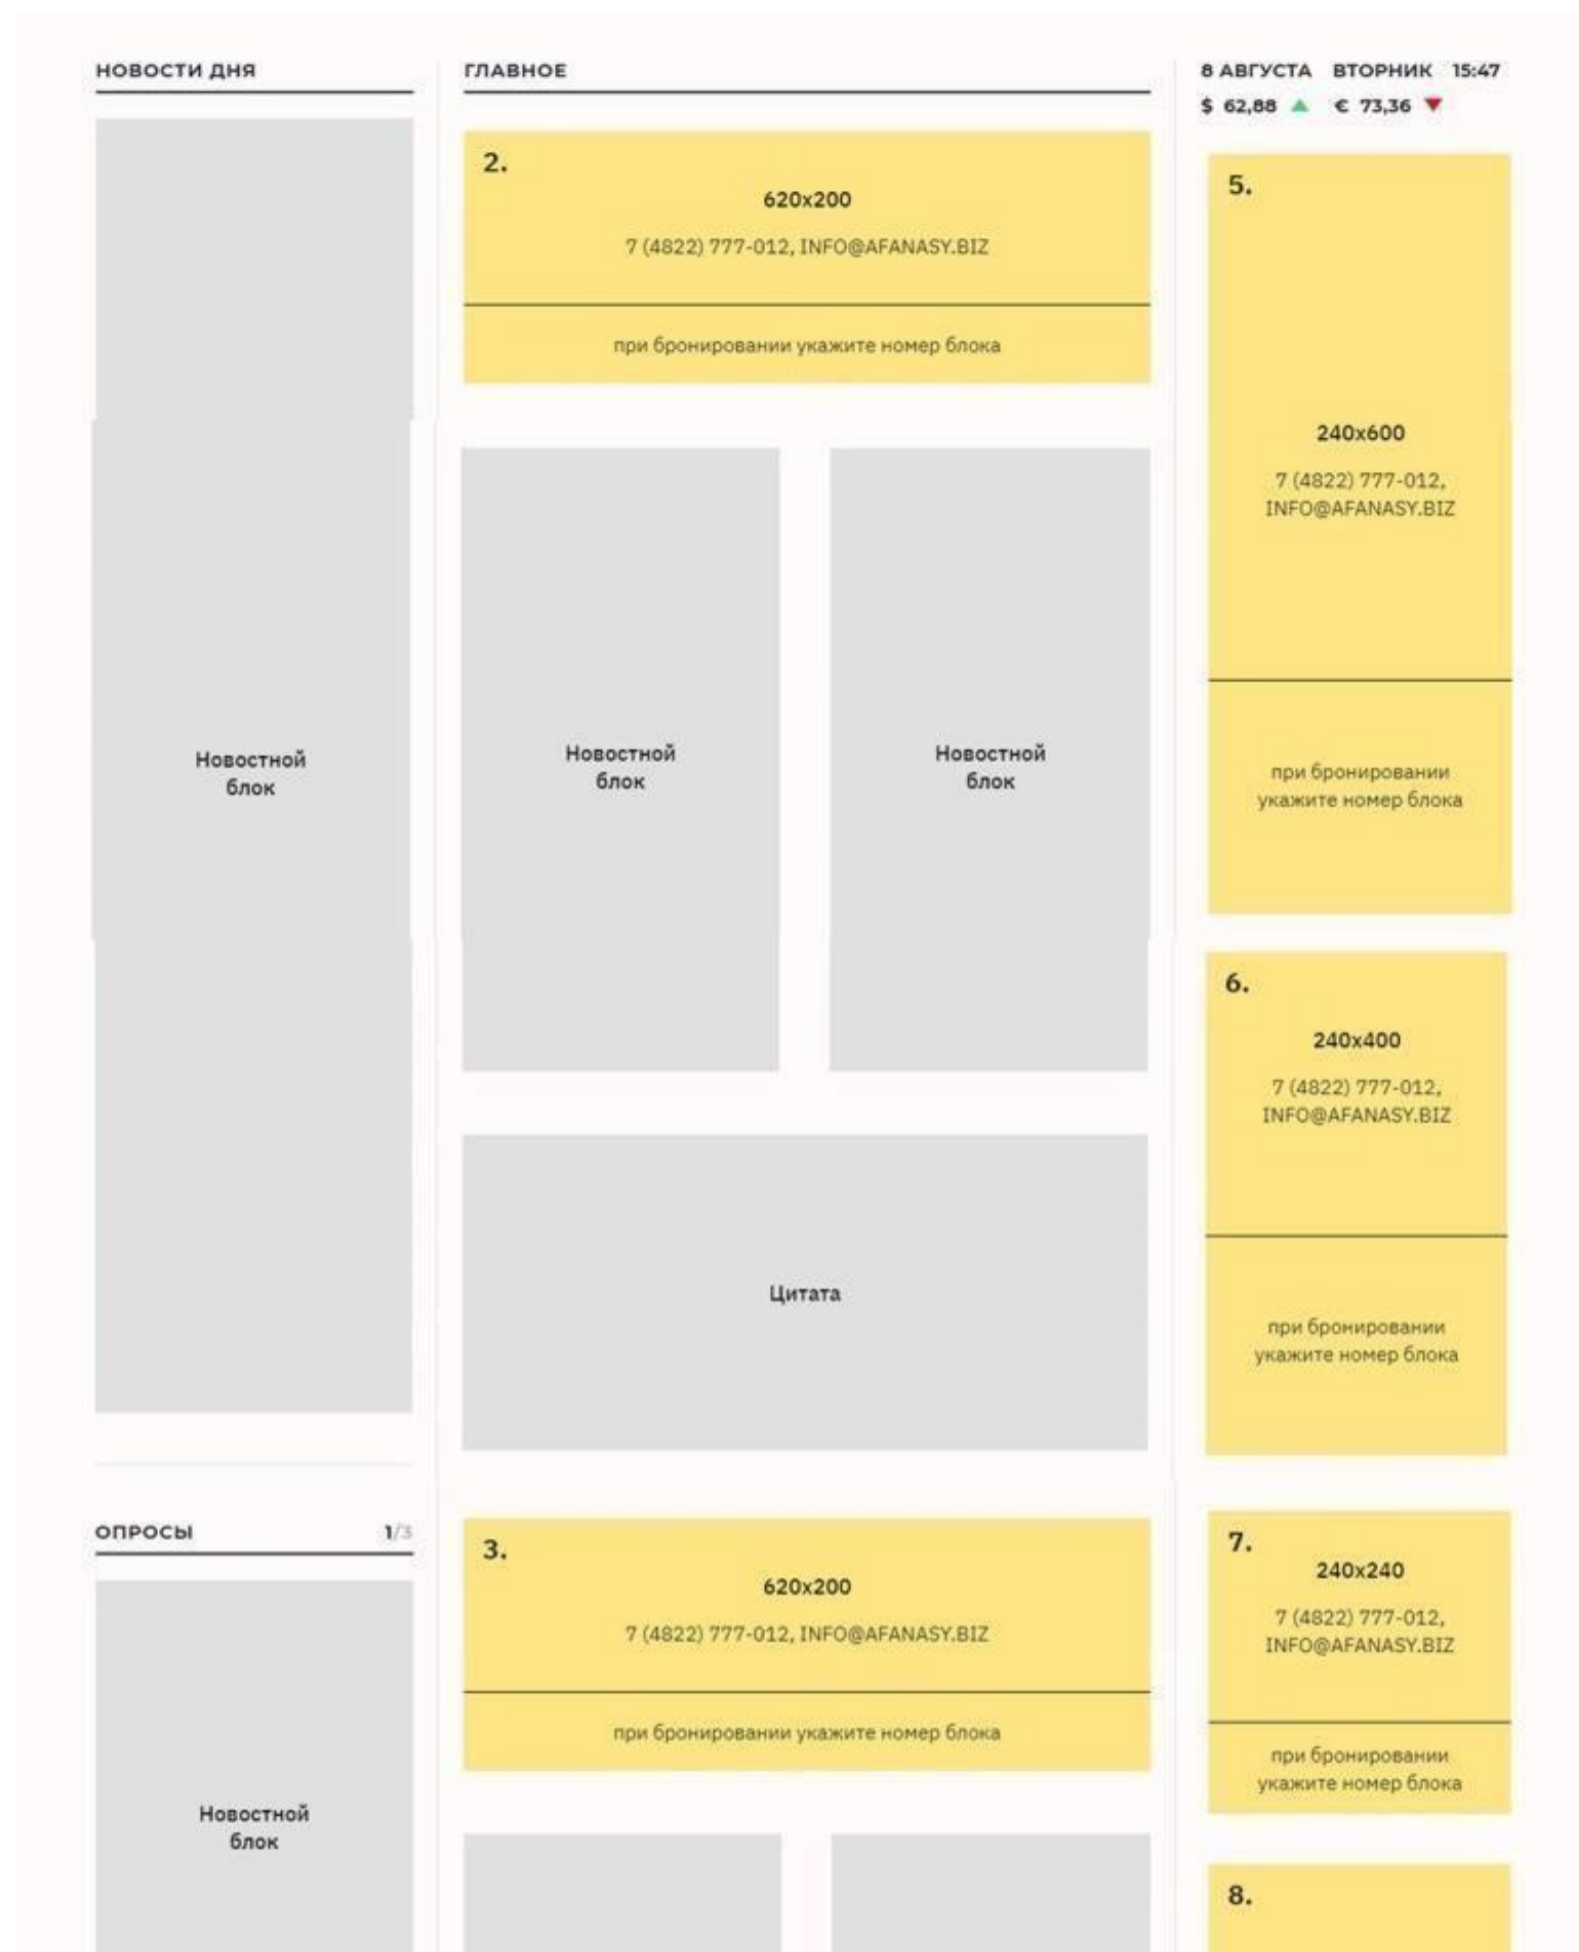 НОВОСТИ ДНЯ
Новостной
блок
ОПРОСЫ 1/3
Новостной
блок
ГЛАВНОЕ
2.
620x200
7 (4822) 777-012, INFO@AFANASY.BIZ
при бронировании укажите номер блока
Новостной
блок
Новостной
блок
Цитата
3.
620x200
7 (4822) 777-012, INFO@AFANASY.BIZ
при бронировании укажите номер блока
8 АВГУСТА ВТОРНИК 15:47
$ 62,88 ▲ € 73,36 ▼
5.
240x600
7 (4822) 777-012,
INFO@AFANASY.BIZ
при бронировании
укажите номер блока
6.
240x400
7 (4822) 777-012,
INFO@AFANASY.BIZ
при бронировании
укажите номер блока
7.
240x240
7 (4822) 777-012,
INFO@AFANASY.BIZ
при бронировании
укажите номер блока
8.